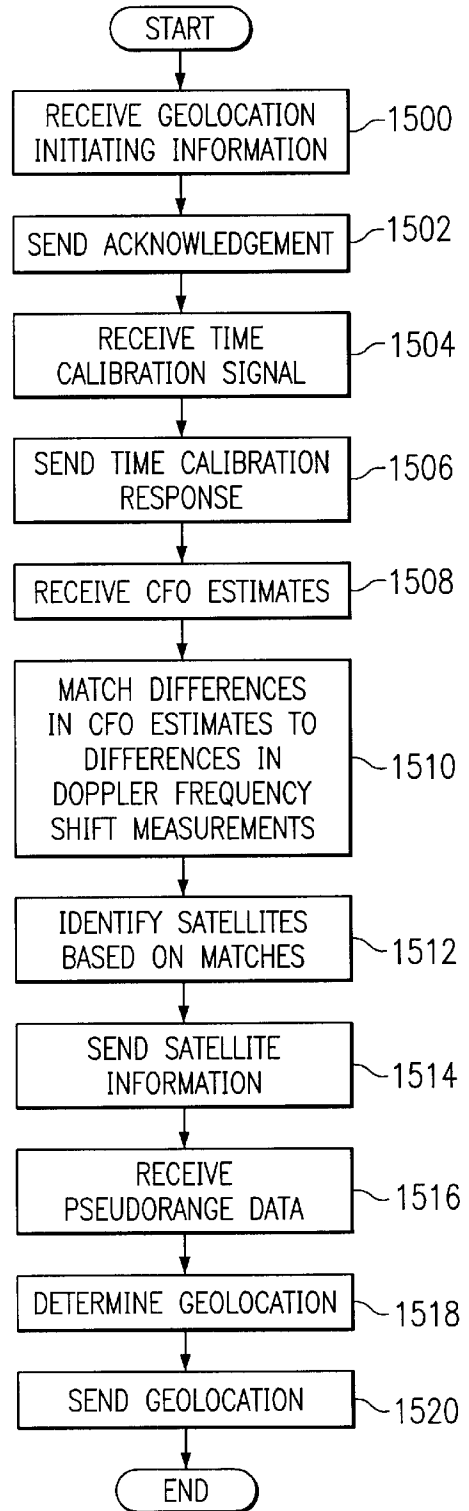 START
RECEIVE GEOLOCATION
INITIATING INFORMATION
1500
SEND ACKNOWLEDGEMENT
1502
RECEIVE TIME
CALIBRATION SIGNAL
1504
SEND TIME CALIBRATION
RESPONSE
1506
RECEIVE CFO ESTIMATES
1508
MATCH DIFFERENCES
IN CFO ESTIMATES TO
DIFFERENCES IN
DOPPLER FREQUENCY
SHIFT MEASUREMENTS
1510
IDENTIFY SATELLITES
BASED ON MATCHES
1512
SEND SATELLITE
INFORMATION
1514
RECEIVE
PSEUDORANGE DATA
1516
DETERMINE GEOLOCATION
1518
SEND GEOLOCATION
1520
END